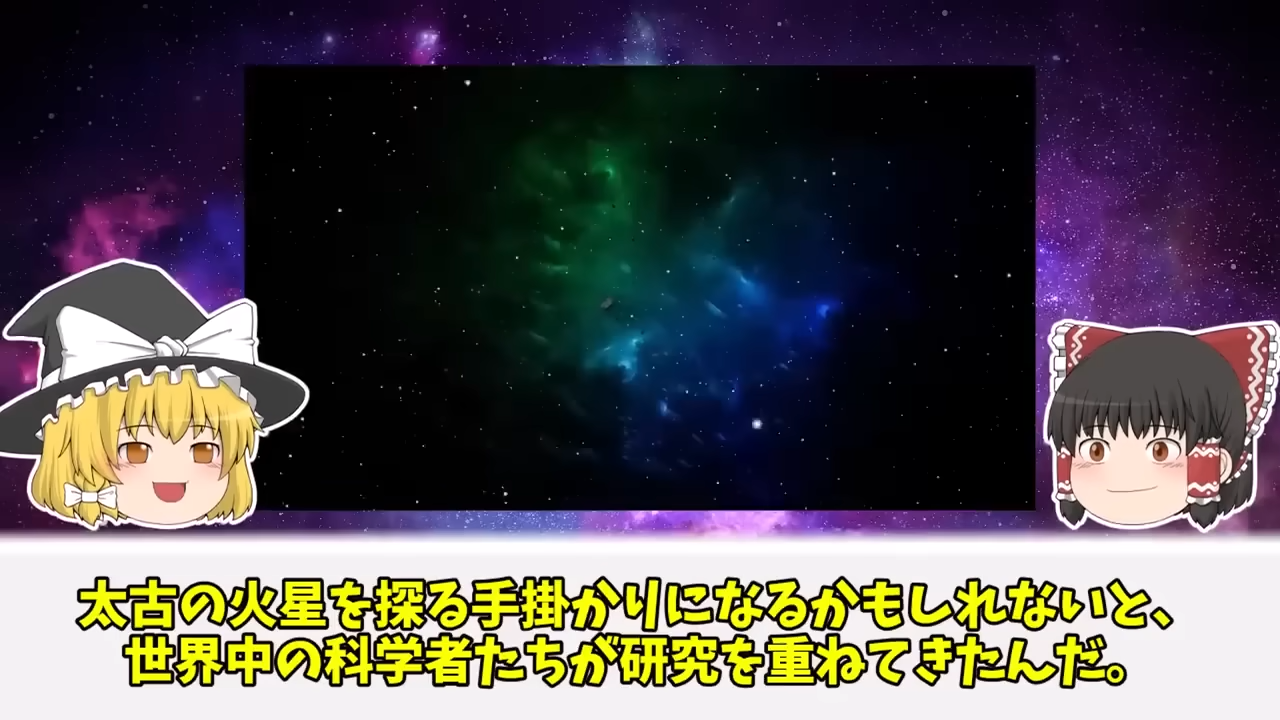 太古の火星を探る手掛かりになるかもしれないと、
世界中の科学者たちが研究を重ねてきたんだ。